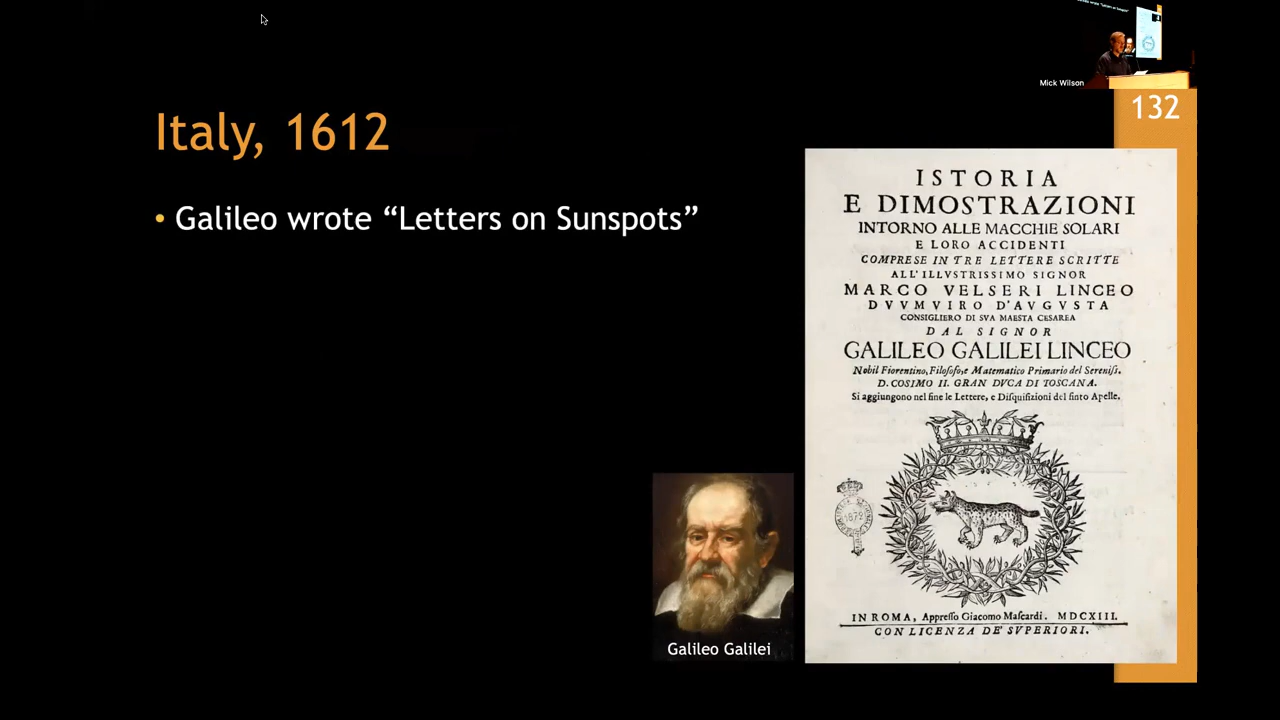 Mick Wilson
132
Italy, 1612
• Galileo wrote “Letters on Sunspots”
ISTORIA
E DIMOSTRAZIONI
INTORNO ALLE MACCHIE SOLARI
E LORO ACCIDENTI
COMPRESE IN TRE LETTERE SCRITTE
ALL'ILLVSTRISSIMO SIGNOR
MARCO VELSERI LINCEO
DVVMVIRO D'AVGVSTA
CONSIGLIERO DI SVA MAESTA CESAREA
DAL SIGNOR
GALILEO GALILEI LINCEO
Nobil Fiorentino, Filosofo, e Matematico Primario del Sereniſs.
D. COSIMO II. GRAN DVCA DI TOSCANA.
Si aggiungono nel fine le Lettere, e Diſquiſizioni del finto Apelle.
1872
IN ROMA, Appreſſo Giacomo Maſcardi. MDCXIII.
CON LICENZA DE' SVPERIORI.
Galileo Galilei